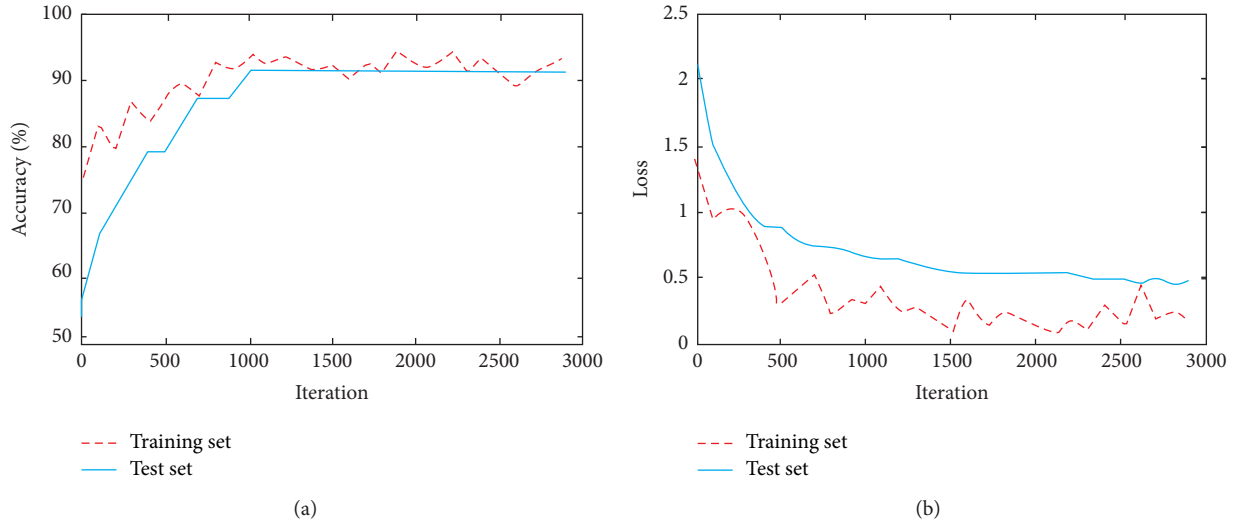 100
90
80
70
60
50
Accuracy (%)
0 500 1000 1500 2000 2500 3000
Iteration
Training set
Test set
(a)
2.5
2
1.5
1
0.5
0
Loss
0 500 1000 1500 2000 2500 3000
Iteration
Training set
Test set
(b)